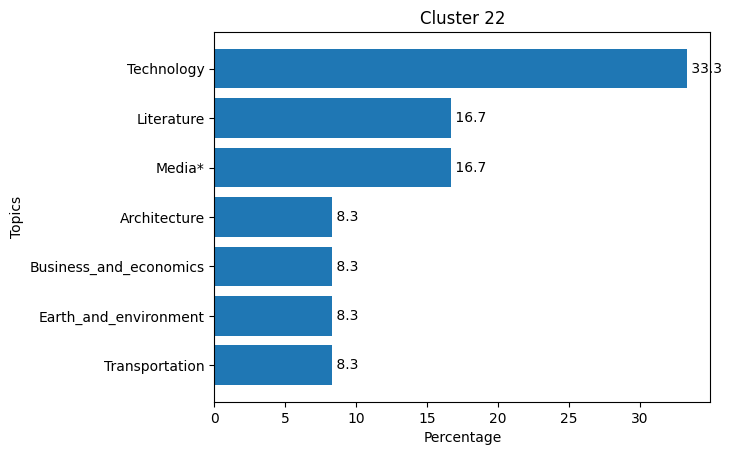 Cluster 22
Technology
33.3
Literature
16.7
Media*
16.7
Architecture
8.3
Business_and_economics
8.3
Earth_and_environment
8.3
Transportation
8.3
Topics
0 5 10 15 20 25 30
Percentage